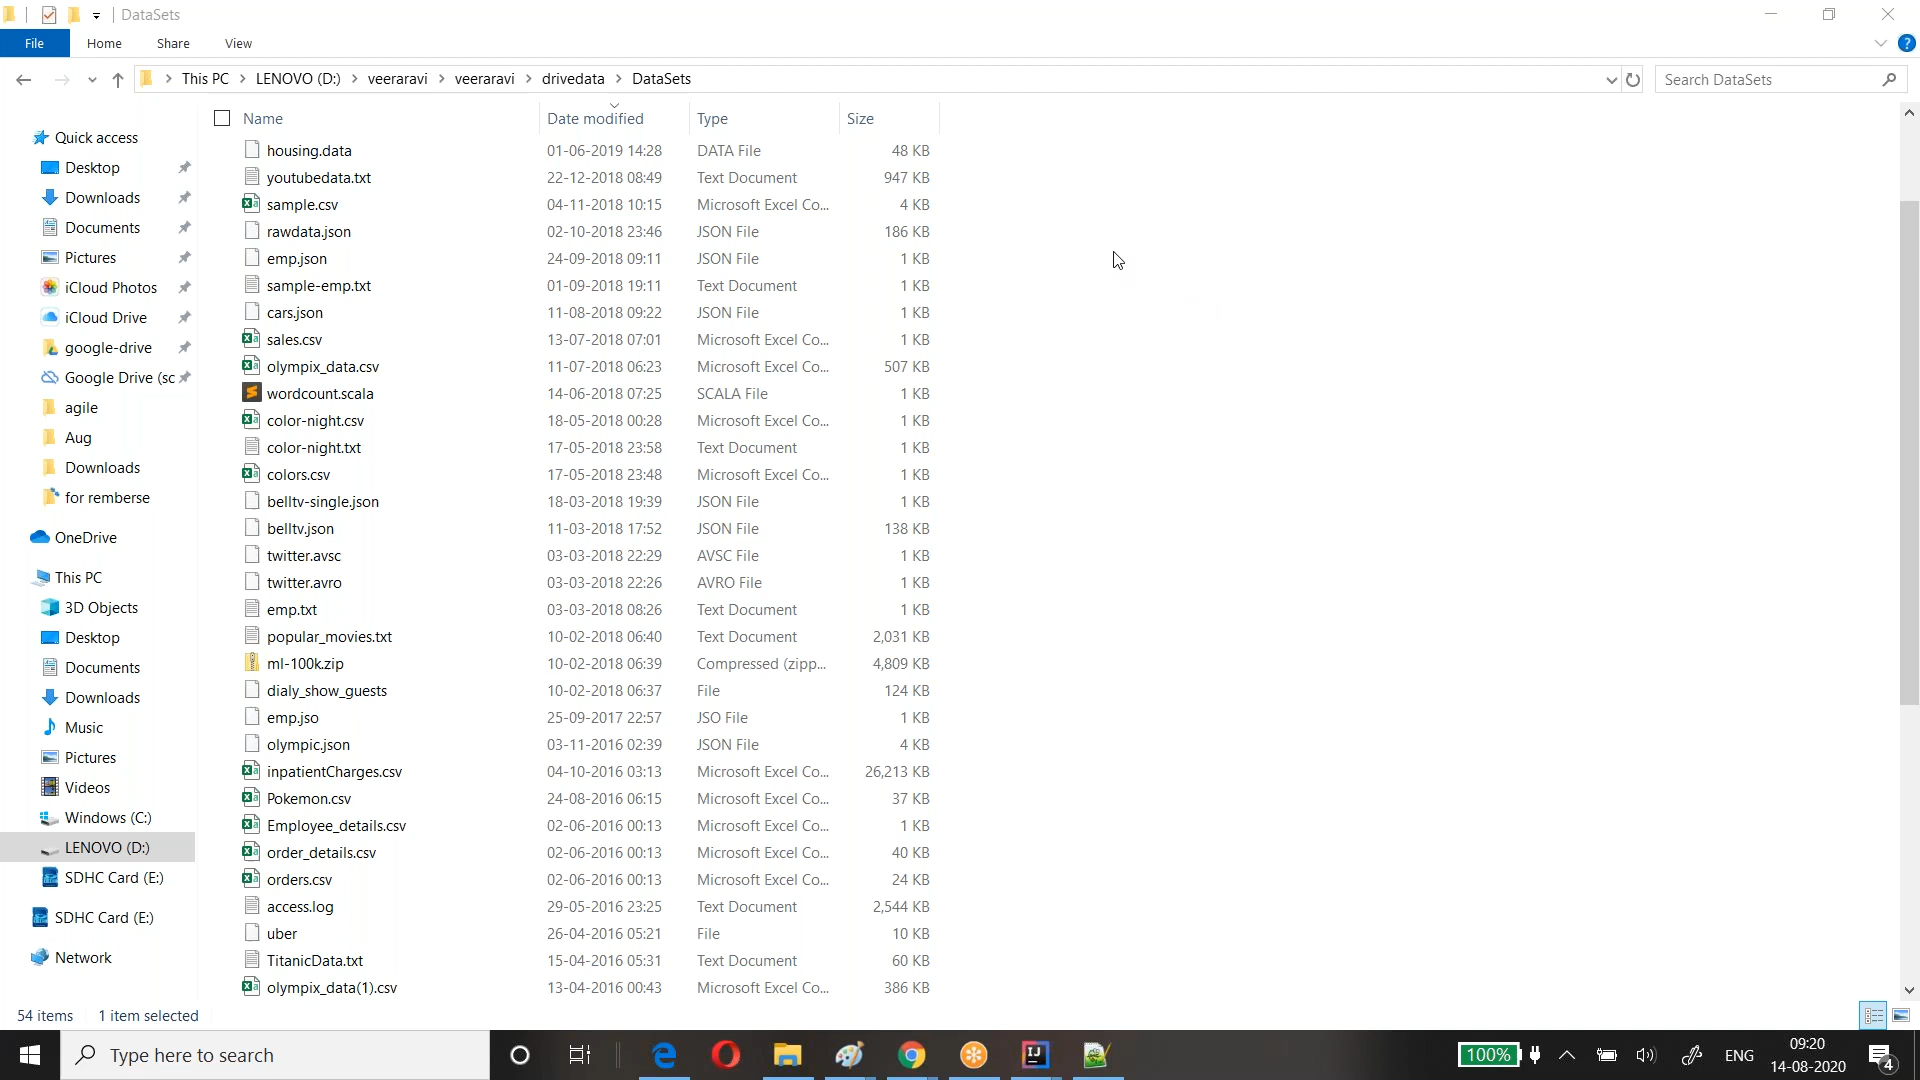 DataSets
File Home Share View
This PC > LENOVO (D:) > veeraravi > veeraravi > drivedata > DataSets
Search DataSets
Name Date modified Type Size
Quick access
Desktop
Downloads
Documents
Pictures
iCloud Photos
iCloud Drive
google-drive
Google Drive (sc
agile
Aug
Downloads
for remberse
OneDrive
This PC
3D Objects
Desktop
Documents
Downloads
Music
Pictures
Videos
Windows (C:)
LENOVO (D:)
SDHC Card (E:)
SDHC Card (E:)
Network
housing.data 01-06-2019 14:28 DATA File 48 KB
youtubedata.txt 22-12-2018 08:49 Text Document 947 KB
sample.csv 04-11-2018 10:15 Microsoft Excel Co... 4 KB
rawdata.json 02-10-2018 23:46 JSON File 186 KB
emp.json 24-09-2018 09:11 JSON File 1 KB
sample-emp.txt 01-09-2018 19:11 Text Document 1 KB
cars.json 11-08-2018 09:22 JSON File 1 KB
sales.csv 13-07-2018 07:01 Microsoft Excel Co... 1 KB
olympix_data.csv 11-07-2018 06:23 Microsoft Excel Co... 507 KB
wordcount.scala 14-06-2018 07:25 SCALA File 1 KB
color-night.csv 18-05-2018 00:28 Microsoft Excel Co... 1 KB
color-night.txt 17-05-2018 23:58 Text Document 1 KB
colors.csv 17-05-2018 23:48 Microsoft Excel Co... 1 KB
belltv-single.json 18-03-2018 19:39 JSON File 1 KB
belltv.json 11-03-2018 17:52 JSON File 138 KB
twitter.avsc 03-03-2018 22:29 AVSC File 1 KB
twitter.avro 03-03-2018 22:26 AVRO File 1 KB
emp.txt 03-03-2018 08:26 Text Document 1 KB
popular_movies.txt 10-02-2018 06:40 Text Document 2,031 KB
ml-100k.zip 10-02-2018 06:39 Compressed (zipp... 4,809 KB
dialy_show_guests 10-02-2018 06:37 File 124 KB
emp.jso 25-09-2017 22:57 JSO File 1 KB
olympic.json 03-11-2016 02:39 JSON File 4 KB
inpatientCharges.csv 04-10-2016 03:13 Microsoft Excel Co... 26,213 KB
Pokemon.csv 24-08-2016 06:15 Microsoft Excel Co... 37 KB
Employee_details.csv 02-06-2016 00:13 Microsoft Excel Co... 1 KB
order_details.csv 02-06-2016 00:13 Microsoft Excel Co... 40 KB
orders.csv 02-06-2016 00:13 Microsoft Excel Co... 24 KB
access.log 29-05-2016 23:25 Text Document 2,544 KB
uber 26-04-2016 05:21 File 10 KB
TitanicData.txt 15-04-2016 05:31 Text Document 60 KB
olympix_data(1).csv 13-04-2016 00:43 Microsoft Excel Co... 386 KB
54 items 1 item selected
Type here to search
100%
ENG
09:20
14-08-2020
4